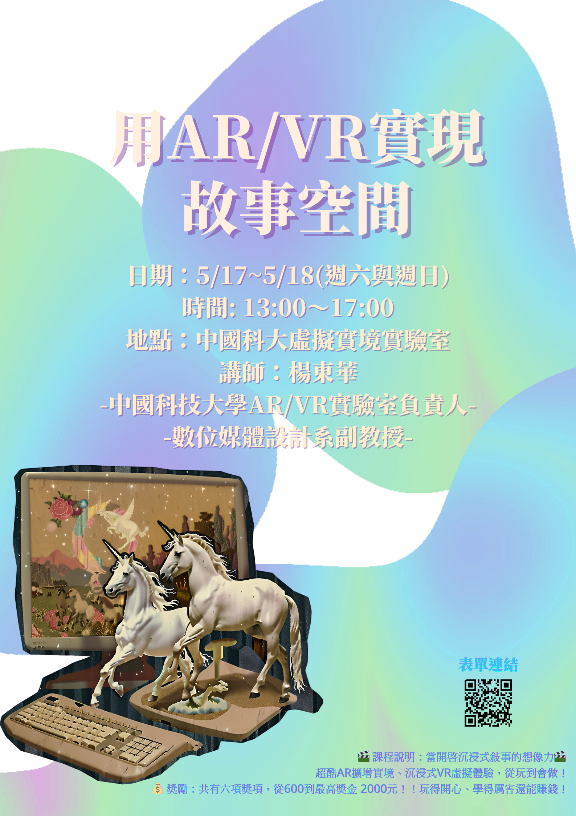 用AR/VR實現
故事空間
日期：5/17~5/18(週六與週日)
時間: 13:00～17:00
地點：中國科大虛擬實境實驗室
講師：楊東華
-中國科技大學AR/VR實驗室負責人-
-數位媒體設計系副教授-
表單連結
🎬 課程說明：當開啓沉浸式敍事的想像力🎬
超酷AR擴增實境、沉浸式VR虛擬體驗，從玩到會做！
獎勵：共有六項獎項，從600到最高獎金 2000元！！玩得開心、學得厲害還能賺錢！